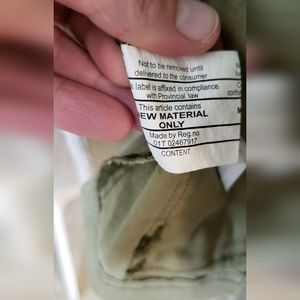 Not to be removed until
delivered to the consumer
label is affixed in compliance
with Provincial law
This article contains
EW MATERIAL
ONLY
Made by Reg.no.
01T 02467917
CONTENT